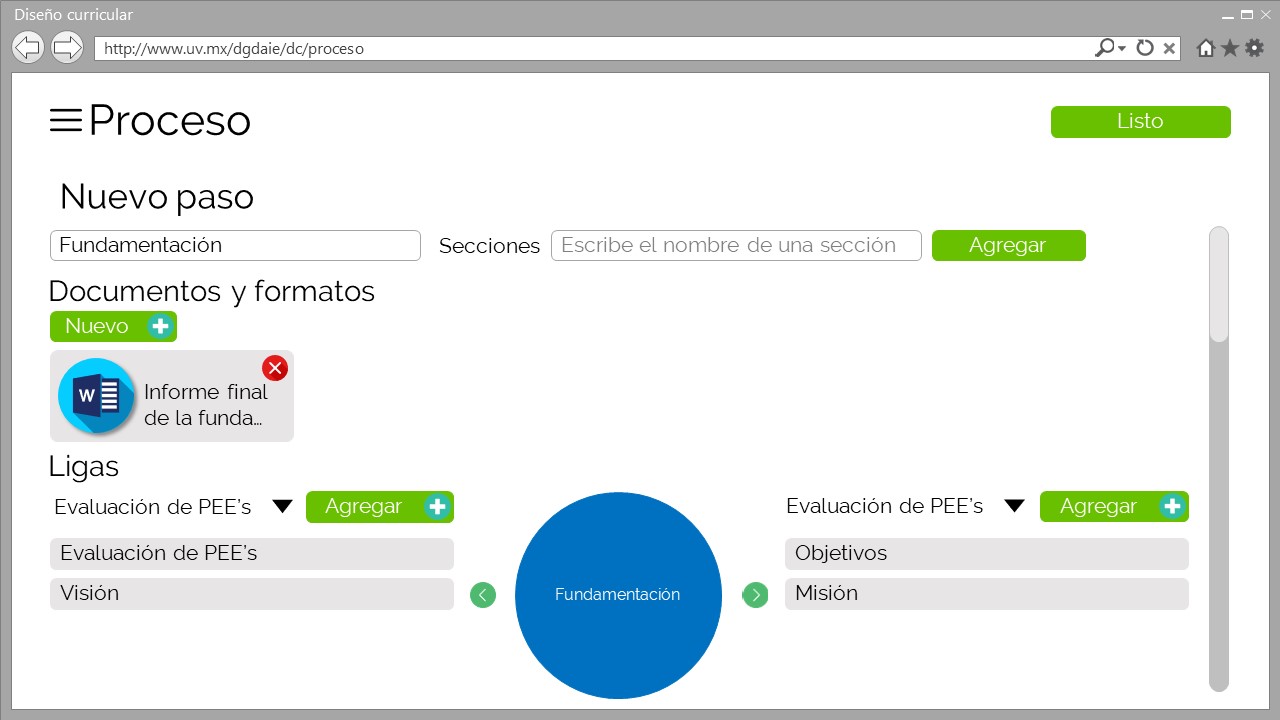 Diseño curricular
http://www.uv.mx/dgdaie/dc/proceso
Proceso
Listo
Nuevo paso
Fundamentación
Secciones
Escribe el nombre de una sección
Agregar
Documentos y formatos
Nuevo
W
Informe final
de la funda...
Ligas
Evaluación de PEE's
Agregar
Evaluación de PEE's
Visión
Fundamentación
Evaluación de PEE's
Agregar
Objetivos
Misión